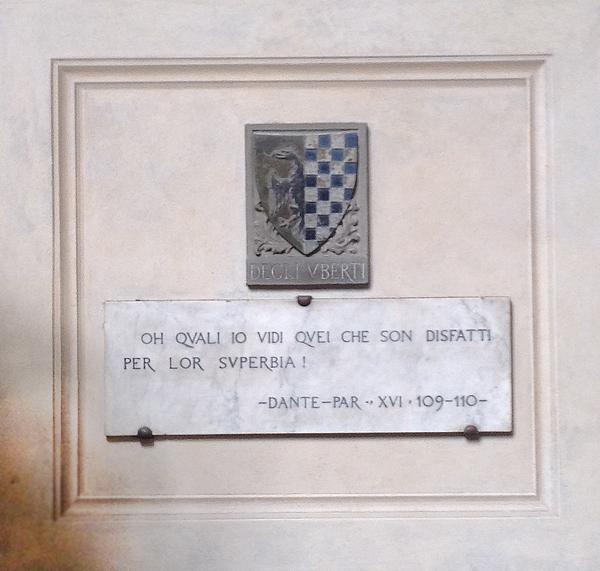 DEGLI VBERTI
OH QVALI IO VIDI QVEI CHE SON DISFATTI
PER LOR SVPERBIA!
-DANTE-PAR·· XVI · 109-110-